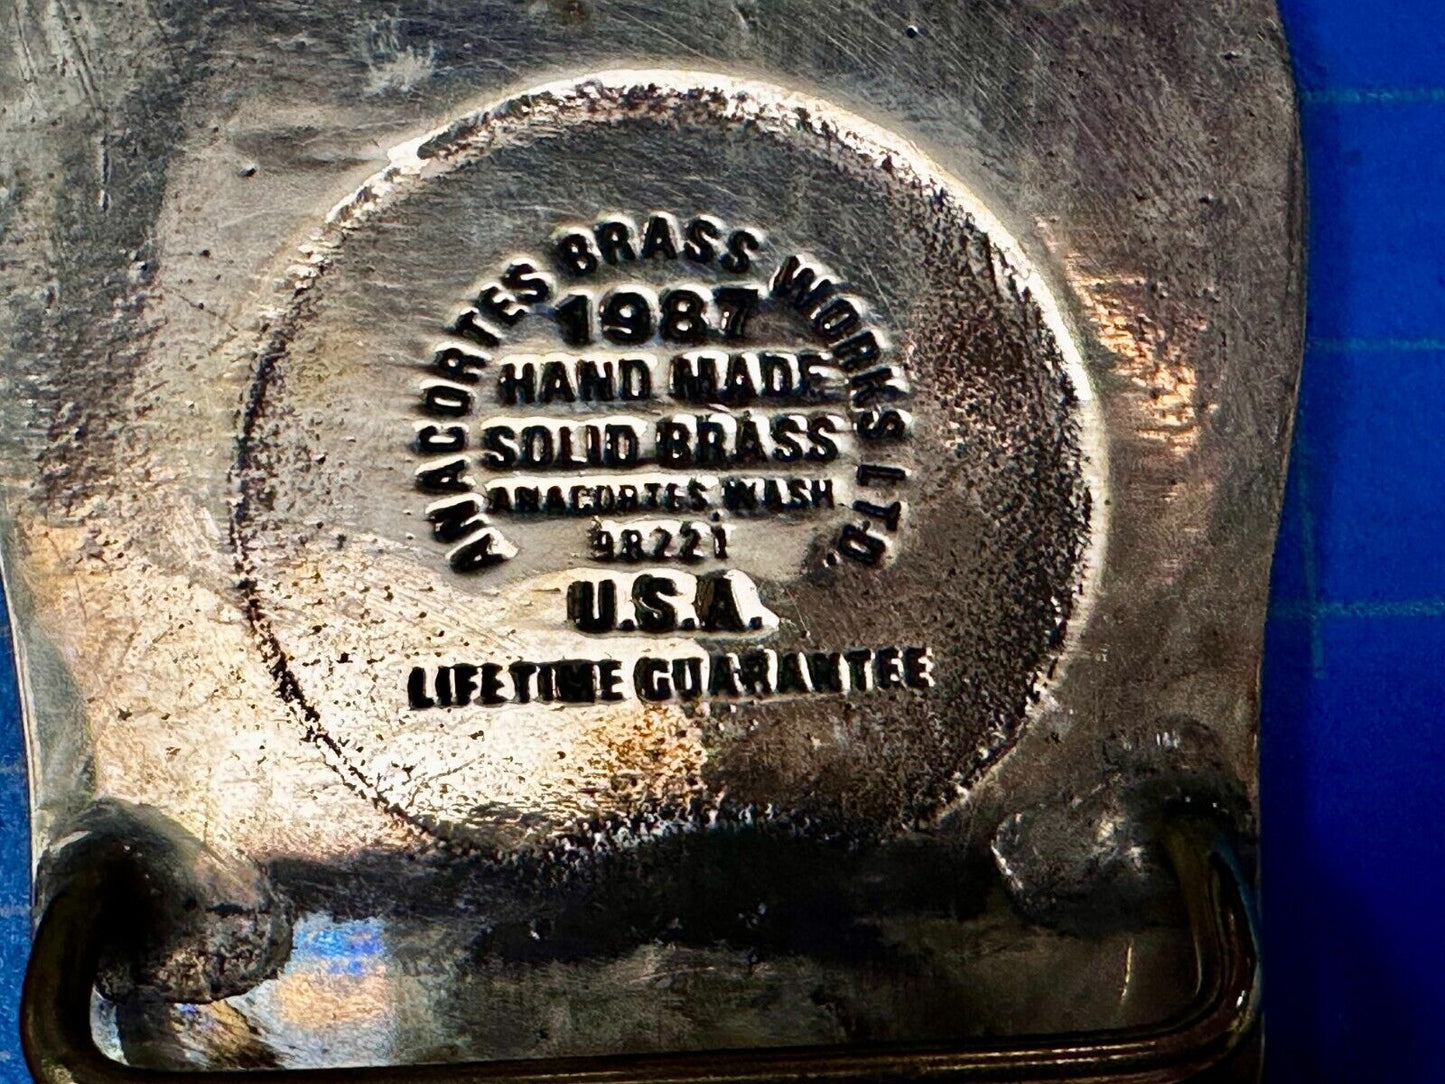 ANACORTES BRASS WORKS LTD.
1987
HAND MADE
SOLID BRASS
ANACORTES, WASH
98221
U.S.A.
LIFETIME GUARANTEE